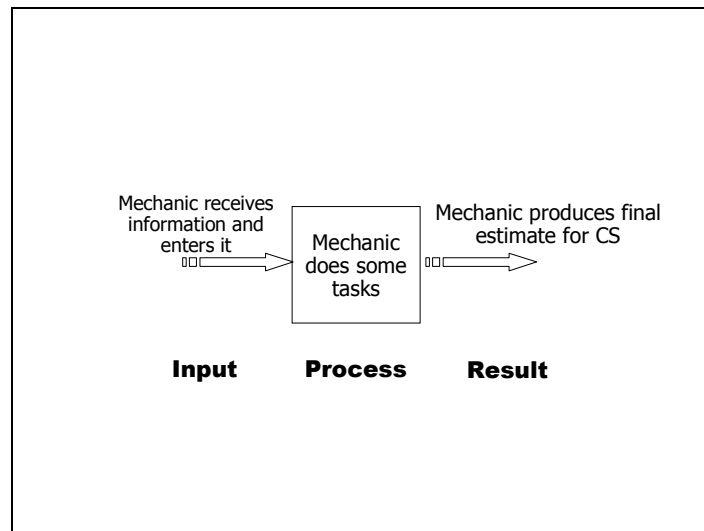 Mechanic receives
information and
enters it
Mechanic
does some
tasks
Mechanic produces final
estimate for CS
Input
Process
Result